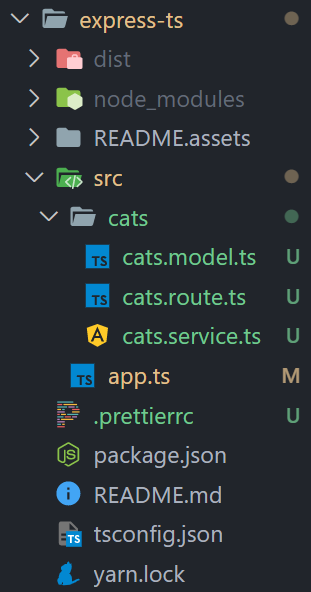 express-ts
dist
node_modules
README.assets
src
cats
TS cats.model.ts U
TS cats.route.ts U
cats.service.ts U
TS app.ts M
.prettierrc U
JS package.json
README.md
TS tsconfig.json
yarn.lock